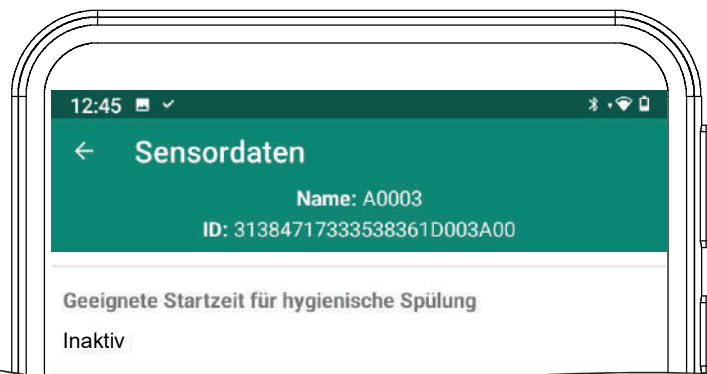 12:45
Sensordaten
Name: A0003
ID: 31384717333538361D003A00
Geeignete Startzeit für hygienische Spülung
Inaktiv